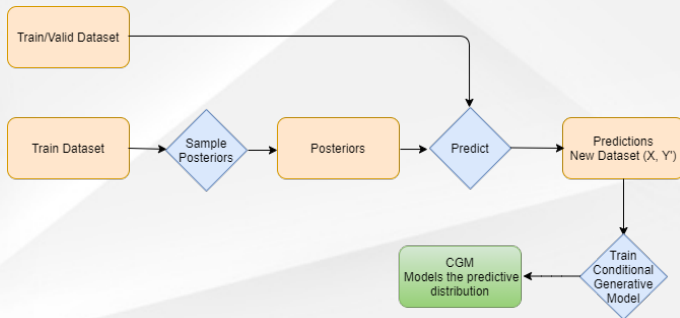 Train/Valid Dataset
Train Dataset
Sample
Posteriors
Posteriors
Predict
Predictions
New Dataset (X, Y')
CGM
Models the predictive
distribution
Train
Conditional
Generative
Model